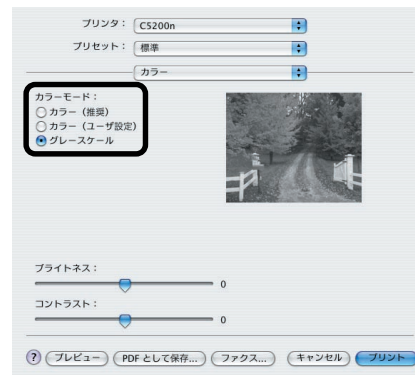 プリンタ： C5200n
プリセット： 標準
カラー
カラーモード：
カラー（推奨）
カラー（ユーザ設定）
グレースケール
ブライトネス：
0
コントラスト：
0
? プレビュー PDF として保存... ファクス... キャンセル プリント